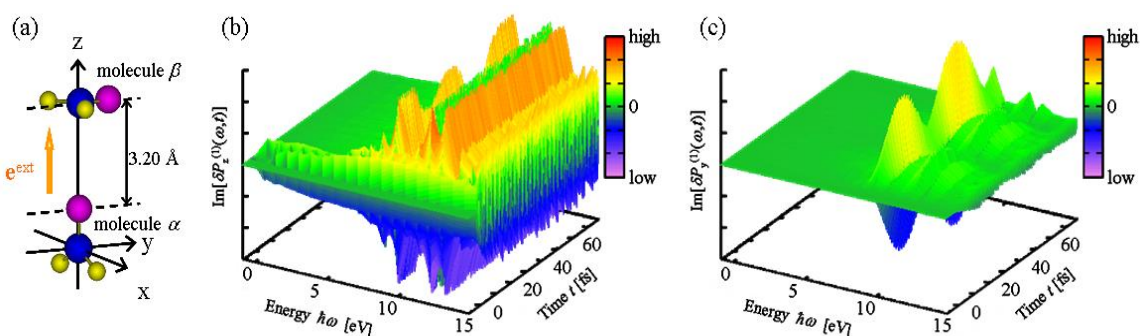 (a)
z
molecule β
e^ext
3.20 Å
molecule α
y
x
(b)
high
0
low
Im[δP_z^(1)(ω,t)]
0
5
10
15
Energy ħω [eV]
0
20
40
60
Time t [fs]
(c)
high
0
low
Im[δP_y^(1)(ω,t)]
0
5
10
15
Energy ħω [eV]
0
20
40
60
Time t [fs]